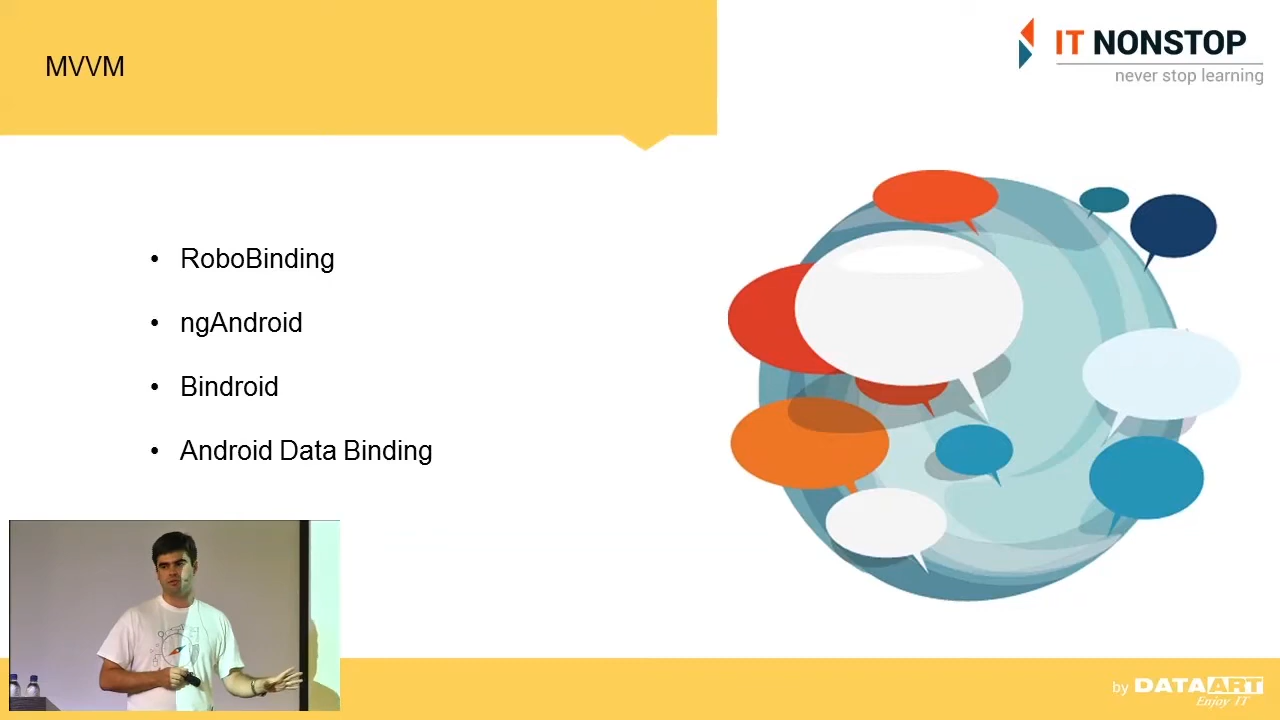 MVVM
IT NONSTOP
never stop learning
• RoboBinding
• ngAndroid
• Bindroid
• Android Data Binding
by DATAART
Enjoy IT